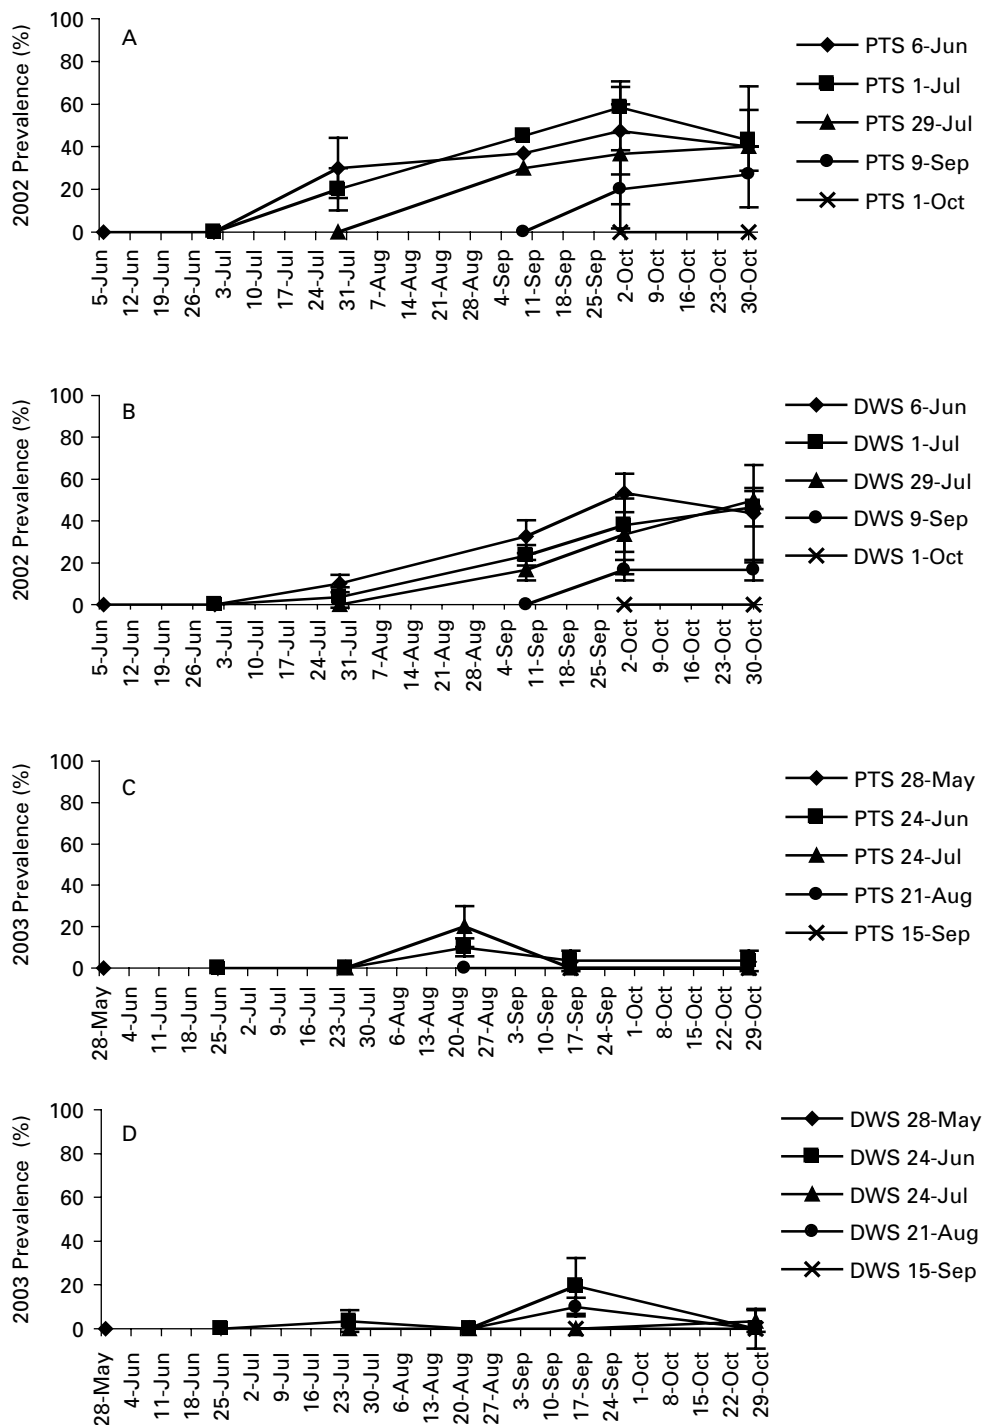 A
2002 Prevalence (%)
100
80
60
40
20
0
5-Jun
12-Jun
19-Jun
26-Jun
3-Jul
10-Jul
17-Jul
24-Jul
31-Jul
7-Aug
14-Aug
21-Aug
28-Aug
4-Sep
11-Sep
18-Sep
25-Sep
2-Oct
9-Oct
16-Oct
23-Oct
30-Oct
PTS 6-Jun
PTS 1-Jul
PTS 29-Jul
PTS 9-Sep
PTS 1-Oct
B
2002 Prevalence (%)
100
80
60
40
20
0
5-Jun
12-Jun
19-Jun
26-Jun
3-Jul
10-Jul
17-Jul
24-Jul
31-Jul
7-Aug
14-Aug
21-Aug
28-Aug
4-Sep
11-Sep
18-Sep
25-Sep
2-Oct
9-Oct
16-Oct
23-Oct
30-Oct
DWS 6-Jun
DWS 1-Jul
DWS 29-Jul
DWS 9-Sep
DWS 1-Oct
C
2003 Prevalence (%)
100
80
60
40
20
0
28-May
4-Jun
11-Jun
18-Jun
25-Jun
2-Jul
9-Jul
16-Jul
23-Jul
30-Jul
6-Aug
13-Aug
20-Aug
27-Aug
3-Sep
10-Sep
17-Sep
24-Sep
1-Oct
8-Oct
15-Oct
22-Oct
29-Oct
PTS 28-May
PTS 24-Jun
PTS 24-Jul
PTS 21-Aug
PTS 15-Sep
D
2003 Prevalence (%)
100
80
60
40
20
0
28-May
4-Jun
11-Jun
18-Jun
25-Jun
2-Jul
9-Jul
16-Jul
23-Jul
30-Jul
6-Aug
13-Aug
20-Aug
27-Aug
3-Sep
10-Sep
17-Sep
24-Sep
1-Oct
8-Oct
15-Oct
22-Oct
29-Oct
DWS 28-May
DWS 24-Jun
DWS 24-Jul
DWS 21-Aug
DWS 15-Sep